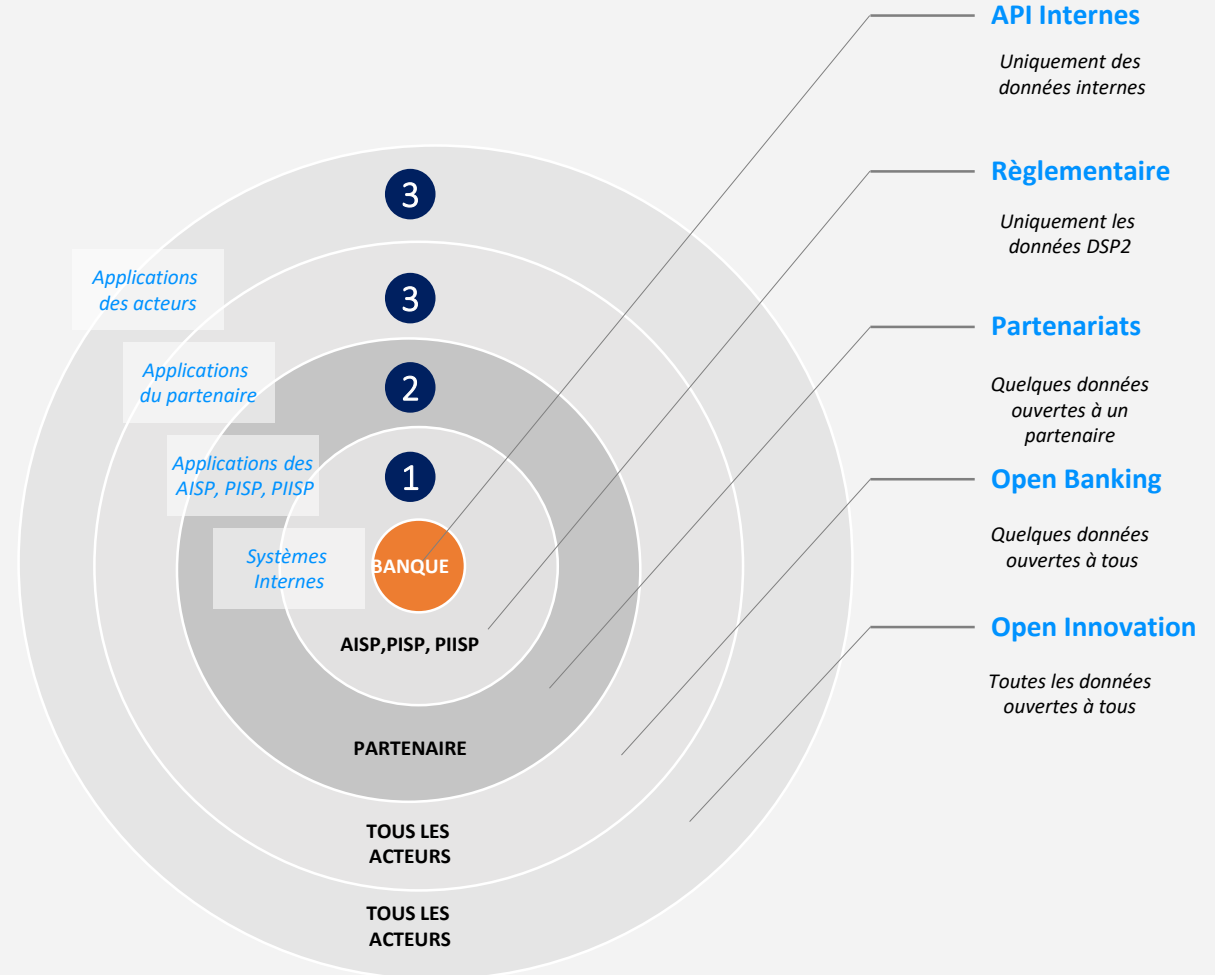 API Internes
Uniquement des
données internes
Règlementaire
Uniquement les
données DSP2
Partenariats
Quelques données
ouvertes à un
partenaire
Open Banking
Quelques données
ouvertes à tous
Open Innovation
Toutes les données
ouvertes à tous
3
3
2
1
Applications
des acteurs
Applications
du partenaire
Applications des
AISP, PISP, PIISP
Systèmes
Internes
BANQUE
AISP,PISP, PIISP
PARTENAIRE
TOUS LES
ACTEURS
TOUS LES
ACTEURS